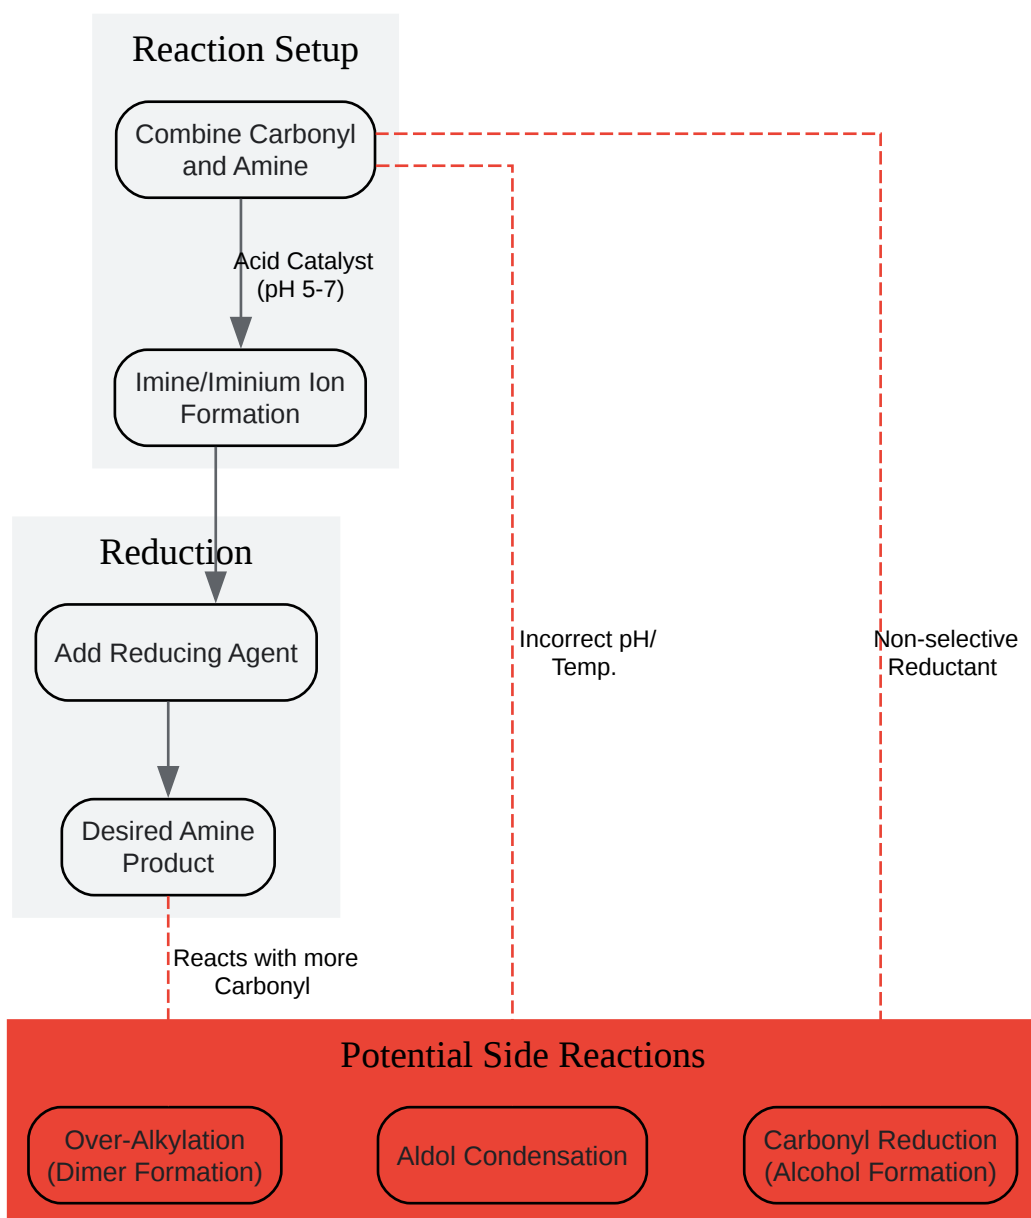 Reaction Setup
Combine Carbonyl
and Amine
Acid Catalyst
(pH 5-7)
Imine/Iminium Ion
Formation
Reduction
Add Reducing Agent
Incorrect pH/
Temp.
Non-selective
Reductant
Desired Amine
Product
Reacts with more
Carbonyl
Potential Side Reactions
Over-Alkylation
(Dimer Formation)
Aldol Condensation
Carbonyl Reduction
(Alcohol Formation)